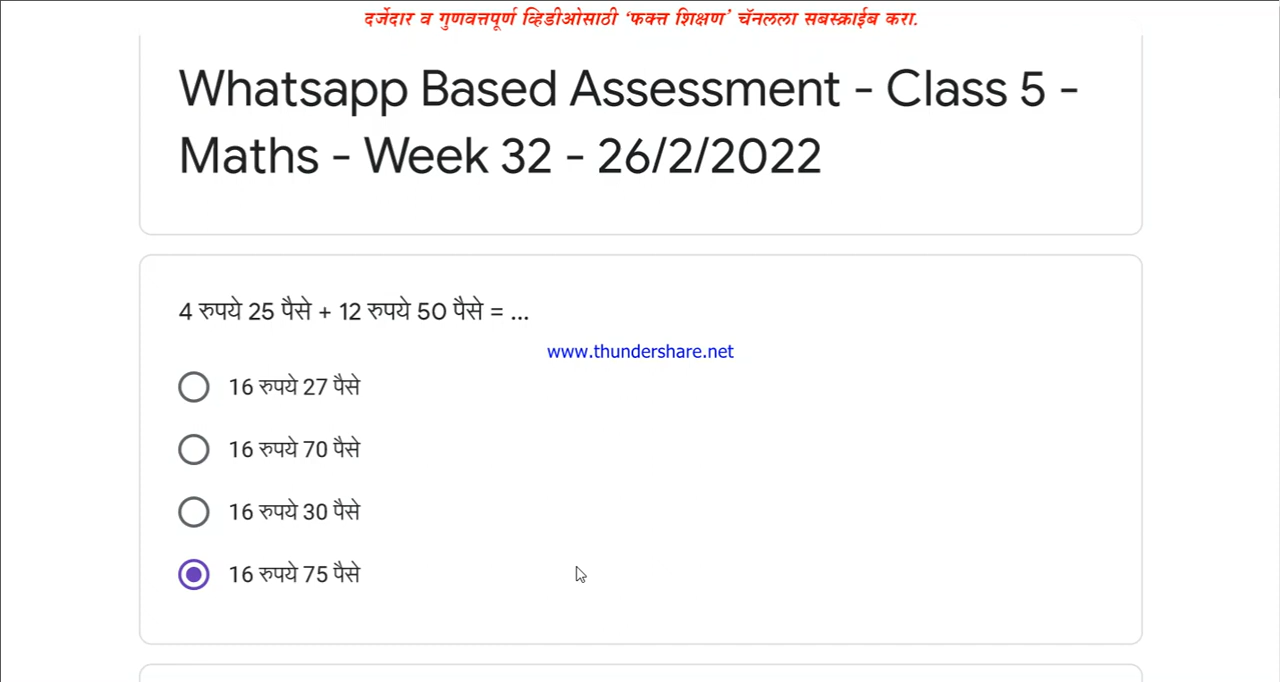 दर्जेदार व गुणवत्तपूर्ण व्हिडीओसाठी ‘फक्त शिक्षण’ चॅनलला सबस्क्राईब करा.
Whatsapp Based Assessment - Class 5 -
Maths - Week 32 - 26/2/2022
4 रुपये 25 पैसे + 12 रुपये 50 पैसे = ...
www.thundershare.net
16 रुपये 27 पैसे
16 रुपये 70 पैसे
16 रुपये 30 पैसे
16 रुपये 75 पैसे